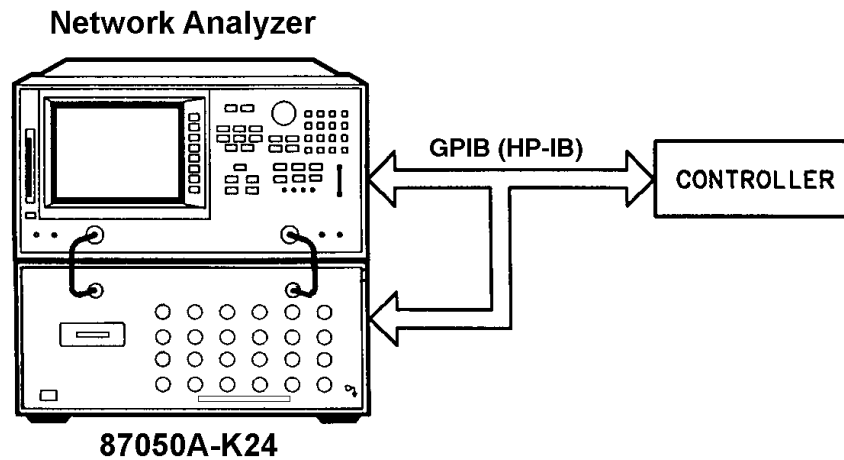 Network Analyzer
GPIB (HP-IB)
CONTROLLER
87050A-K24